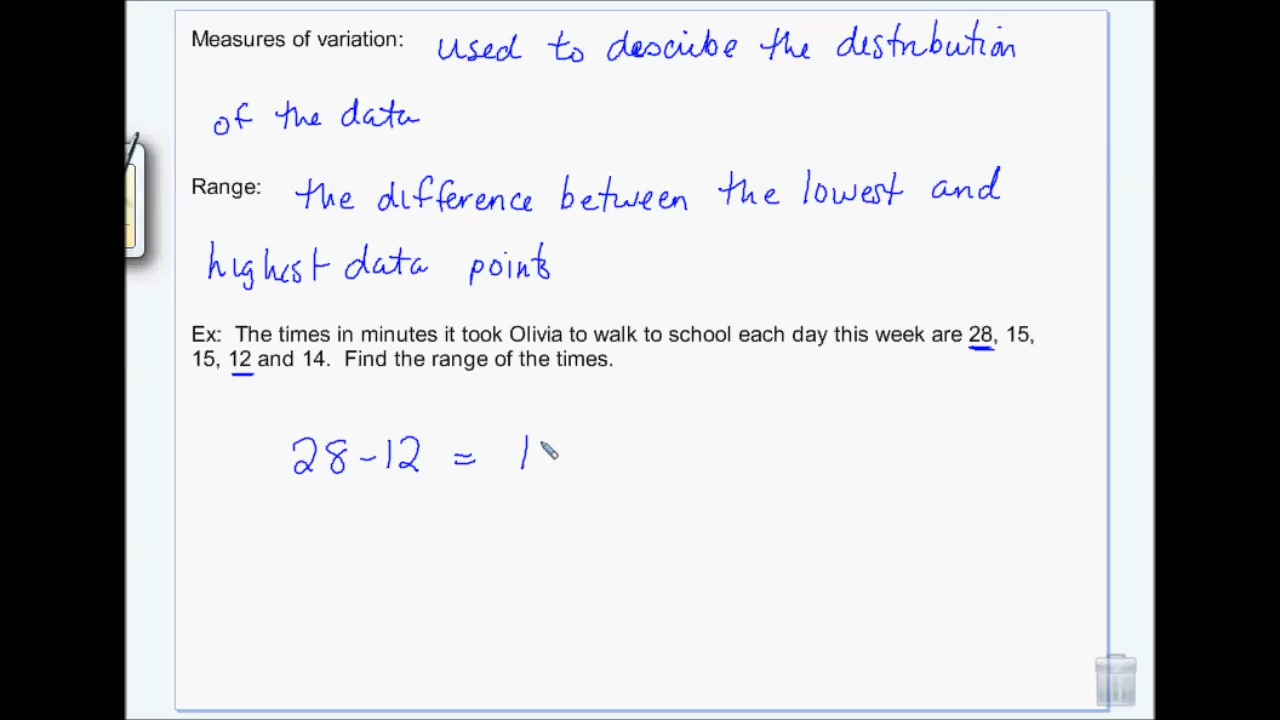 Measures of variation: used to describe the distribution
of the data
Range: the difference between the lowest and
highest data points
Ex: The times in minutes it took Olivia to walk to school each day this week are 28, 15,
15, 12 and 14. Find the range of the times.
28-12 = 1